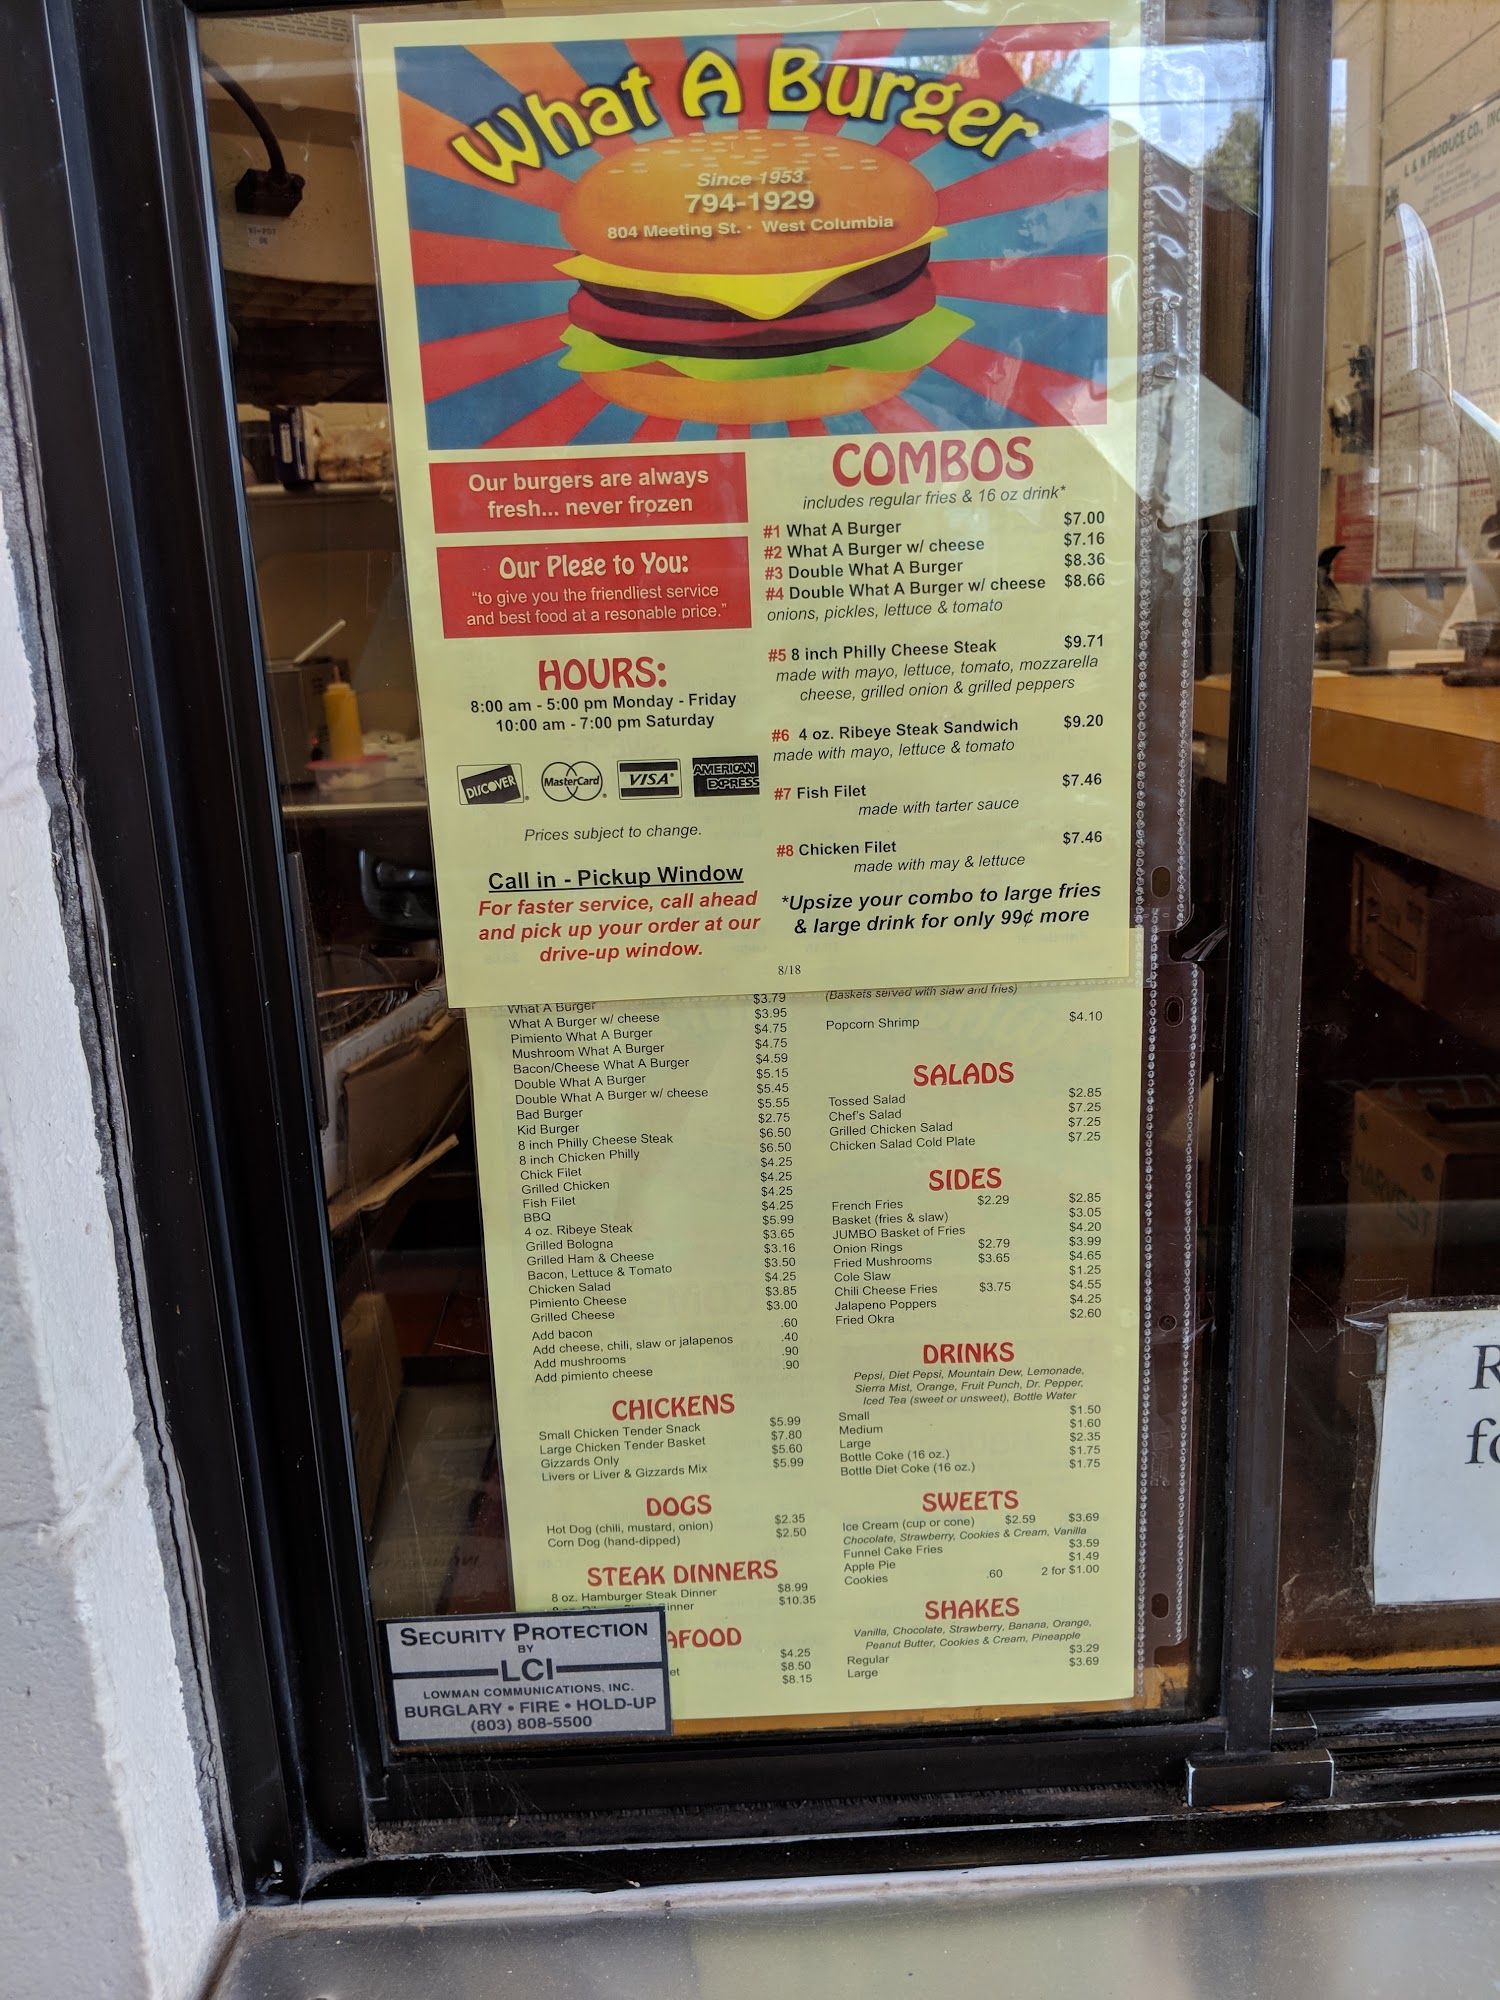 What A Burger
Since 1953
794-1929
804 Meeting St. • West Columbia
Our burgers are always
fresh... never frozen
Our Plege to You:
"to give you the friendliest service
and best food at a resonable price."
HOURS:
8:00 am - 5:00 pm Monday - Friday
10:00 am - 7:00 pm Saturday
DISCOVER MasterCard VISA AMERICAN EXPRESS
Prices subject to change.
Call in - Pickup Window
For faster service, call ahead
and pick up your order at our
drive-up window.
COMBOS
includes regular fries & 16 oz drink*
#1 What A Burger $7.00
#2 What A Burger w/ cheese $7.16
#3 Double What A Burger $8.36
#4 Double What A Burger w/ cheese $8.66
onions, pickles, lettuce & tomato
#5 8 inch Philly Cheese Steak $9.71
made with mayo, lettuce, tomato, mozzarella
cheese, grilled onion & grilled peppers
#6 4 oz. Ribeye Steak Sandwich $9.20
made with mayo, lettuce & tomato
#7 Fish Filet $7.46
made with tarter sauce
#8 Chicken Filet $7.46
made with may & lettuce
*Upsize your combo to large fries
& large drink for only 99¢ more
8/18
What A Burger $3.79
What A Burger w/ cheese $3.95
Pimiento What A Burger $4.75
Mushroom What A Burger $4.75
Bacon/Cheese What A Burger $4.59
Double What A Burger $5.15
Double What A Burger w/ cheese $5.45
Bad Burger $5.55
Kid Burger $2.75
8 inch Philly Cheese Steak $6.50
8 inch Chicken Philly $6.50
Chick Filet $4.25
Grilled Chicken $4.25
Fish Filet $4.25
BBQ $4.25
4 oz. Ribeye Steak $5.99
Grilled Bologna $3.65
Grilled Ham & Cheese $3.16
Bacon, Lettuce & Tomato $3.50
Chicken Salad $4.25
Pimiento Cheese $3.85
Grilled Cheese $3.00
Add bacon .60
Add cheese, chili, slaw or jalapenos .40
Add mushrooms .90
Add pimiento cheese .90
CHICKENS
Small Chicken Tender Snack $5.99
Large Chicken Tender Basket $7.80
Gizzards Only $5.60
Livers or Liver & Gizzards Mix $5.99
DOGS
Hot Dog (chili, mustard, onion) $2.35
Corn Dog (hand-dipped) $2.50
STEAK DINNERS
8 oz. Hamburger Steak Dinner $8.99
inner $10.35
AFOOD
$4.25
et $8.50
$8.15
(Baskets served with slaw and fries)
Popcorn Shrimp $4.10
SALADS
Tossed Salad $2.85
Chef's Salad $7.25
Grilled Chicken Salad $7.25
Chicken Salad Cold Plate $7.25
SIDES
French Fries $2.29 $2.85
Basket (fries & slaw) $3.05
JUMBO Basket of Fries $4.20
Onion Rings $2.79 $3.99
Fried Mushrooms $3.65 $4.65
Cole Slaw $1.25
Chili Cheese Fries $3.75 $4.55
Jalapeno Poppers $4.25
Fried Okra $2.60
DRINKS
Pepsi, Diet Pepsi, Mountain Dew, Lemonade,
Sierra Mist, Orange, Fruit Punch, Dr. Pepper,
Iced Tea (sweet or unsweet), Bottle Water
Small $1.50
Medium $1.60
Large $2.35
Bottle Coke (16 oz.) $1.75
Bottle Diet Coke (16 oz.) $1.75
SWEETS
Ice Cream (cup or cone) $2.59 $3.69
Chocolate, Strawberry, Cookies & Cream, Vanilla
Funnel Cake Fries $3.59
Apple Pie $1.49
Cookies .60 2 for $1.00
SHAKES
Vanilla, Chocolate, Strawberry, Banana, Orange,
Peanut Butter, Cookies & Cream, Pineapple
Regular $3.29
Large $3.69
SECURITY PROTECTION
BY
LCI
LOWMAN COMMUNICATIONS, INC.
BURGLARY • FIRE • HOLD-UP
(803) 808-5500
L & N PRODUCE CO., INC
R
fo